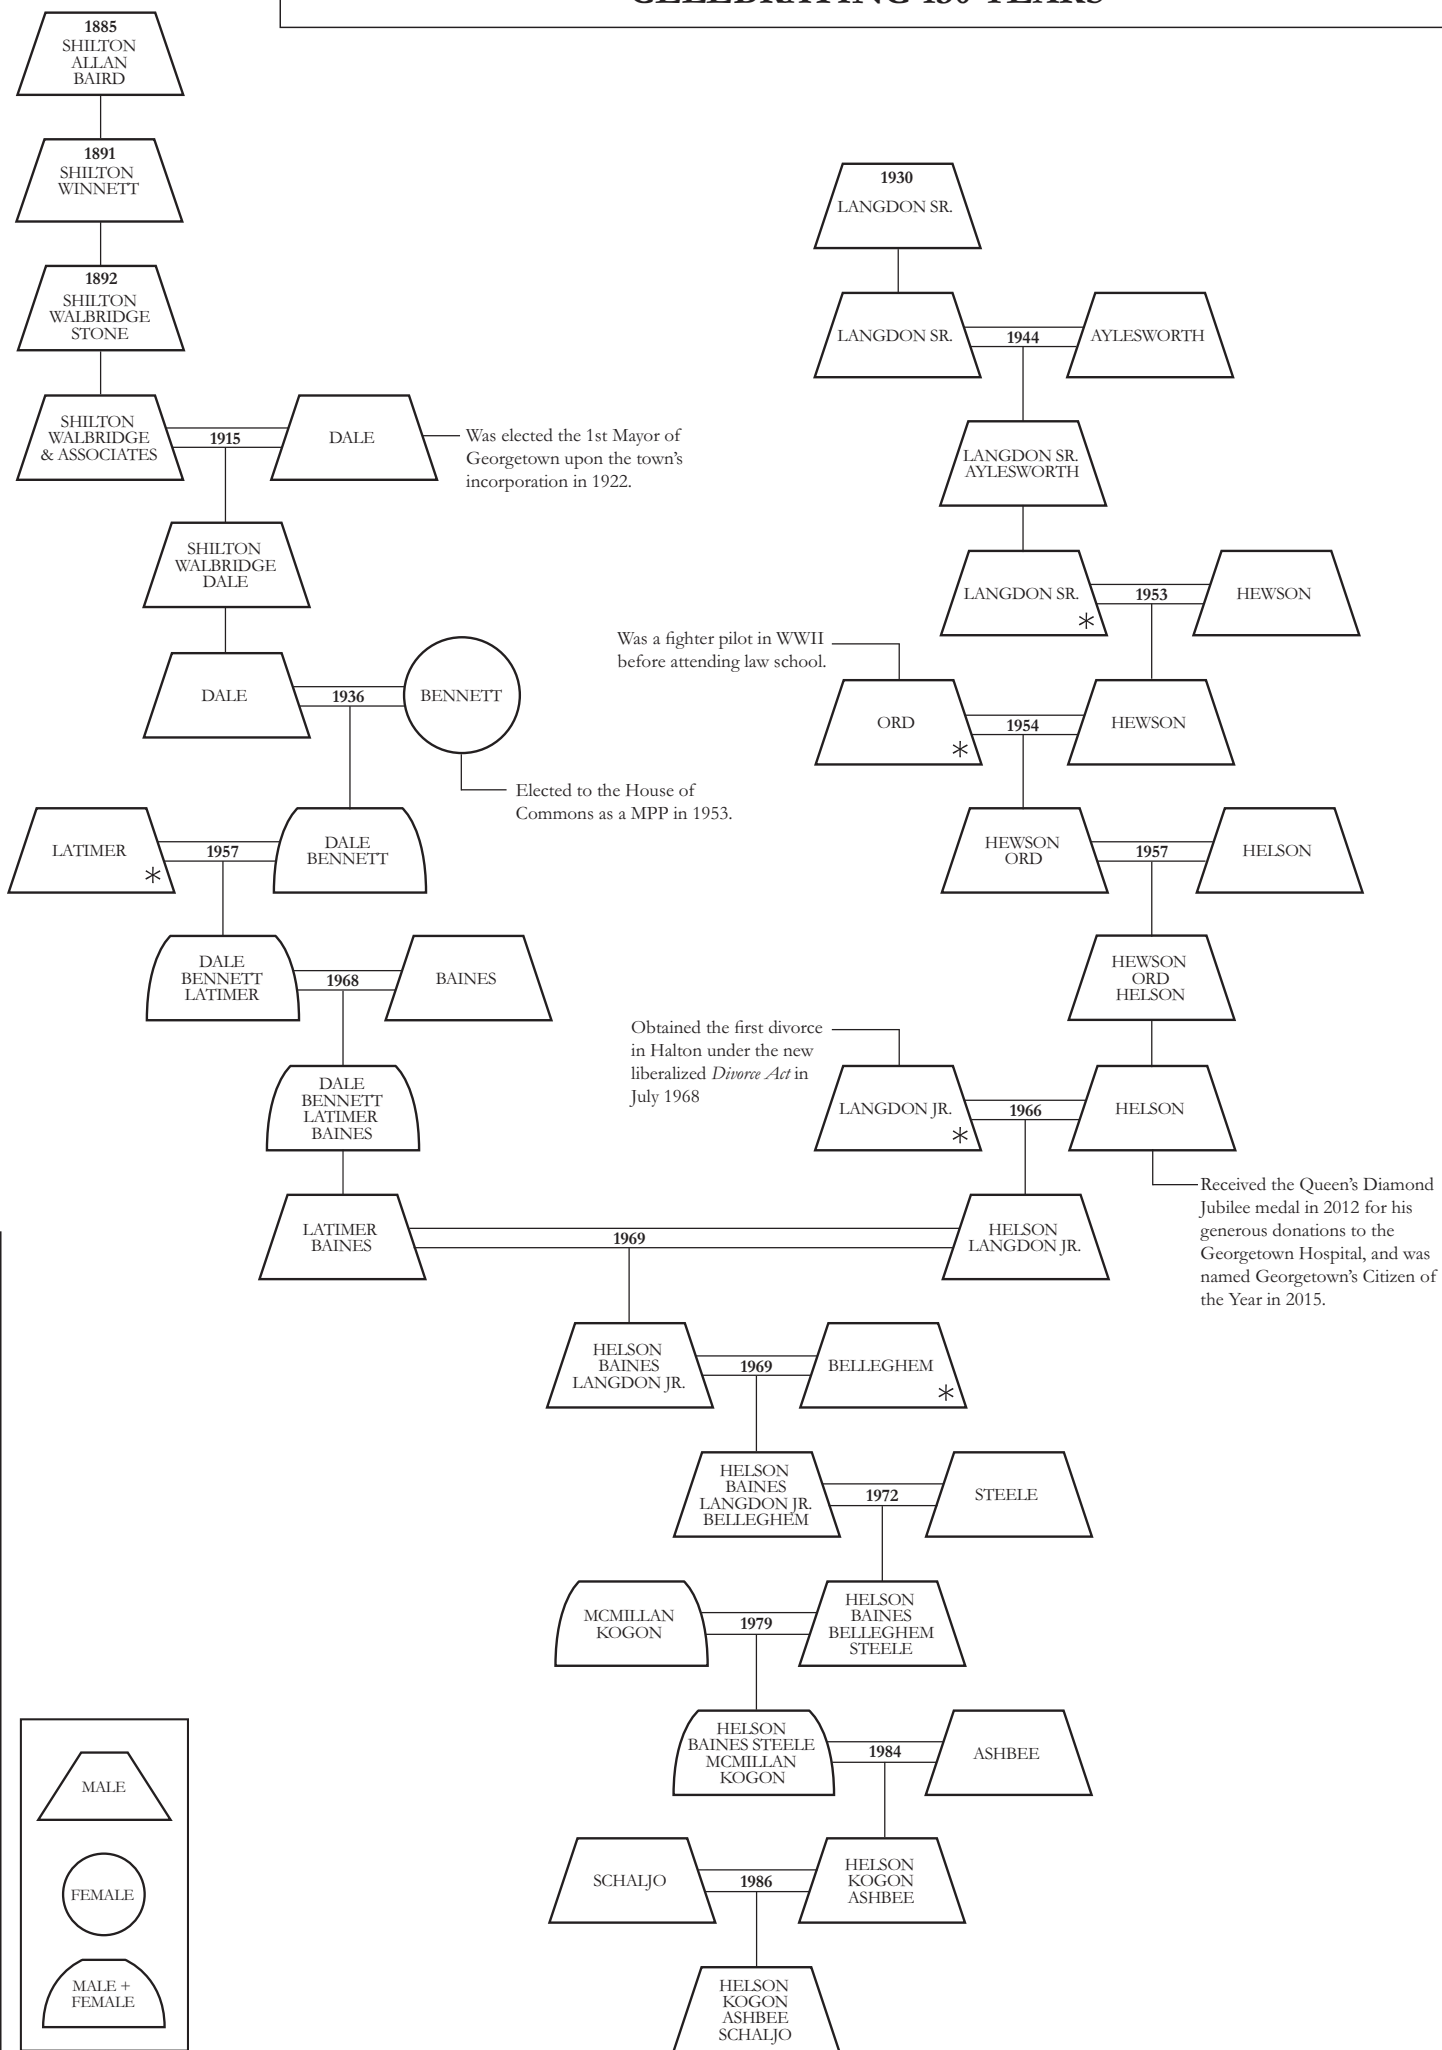 CELEBRATING YEARS
1885
SHILTON
ALLAN
BAIRD
1891
SHILTON
WINNETT
1892
SHILTON
WALBRIDGE
STONE
SHILTON
WALBRIDGE
& ASSOCIATES
1915
DALE
Was elected the 1st Mayor of
Georgetown upon the town's
incorporation in 1922.
SHILTON
WALBRIDGE
DALE
DALE
1936
BENNETT
Elected to the House of
Commons as a MPP in 1953.
LATIMER
*
1957
DALE
BENNETT
DALE
BENNETT
LATIMER
1968
BAINES
DALE
BENNETT
LATIMER
BAINES
LATIMER
BAINES
1930
LANGDON SR.
LANGDON SR.
1944
AYLESWORTH
LANGDON SR.
AYLESWORTH
LANGDON SR.
*
1953
HEWSON
Was a fighter pilot in WWII
before attending law school.
ORD
*
1954
HEWSON
HEWSON
ORD
1957
HELSON
HEWSON
ORD
HELSON
Obtained the first divorce
in Halton under the new
liberalized Divorce Act in
July 1968
LANGDON JR.
*
1966
HELSON
Received the Queen's Diamond
Jubilee medal in 2012 for his
generous donations to the
Georgetown Hospital, and was
named Georgetown's Citizen of
the Year in 2015.
1969
HELSON
LANGDON JR.
HELSON
BAINES
LANGDON JR.
1969
BELLEGHEM
*
HELSON
BAINES
LANGDON JR.
BELLEGHEM
1972
STEELE
MCMILLAN
KOGON
1979
HELSON
BAINES
BELLEGHEM
STEELE
HELSON
BAINES STEELE
MCMILLAN
KOGON
1984
ASHBEE
SCHALJO
1986
HELSON
KOGON
ASHBEE
HELSON
KOGON
ASHBEE
SCHALJO
MALE
FEMALE
MALE +
FEMALE